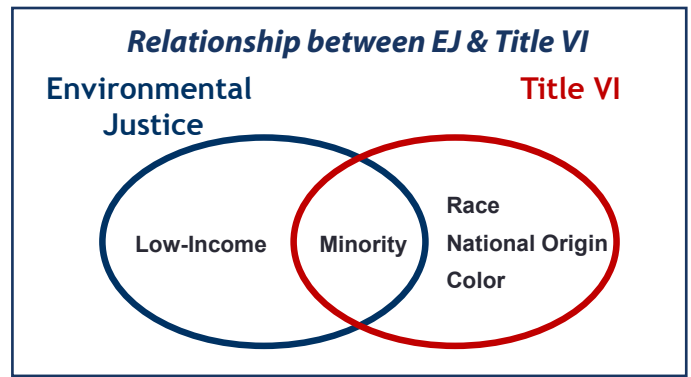 Relationship between EJ & Title VI
Environmental
Justice
Title VI
Low-Income
Minority
Race
National Origin
Color